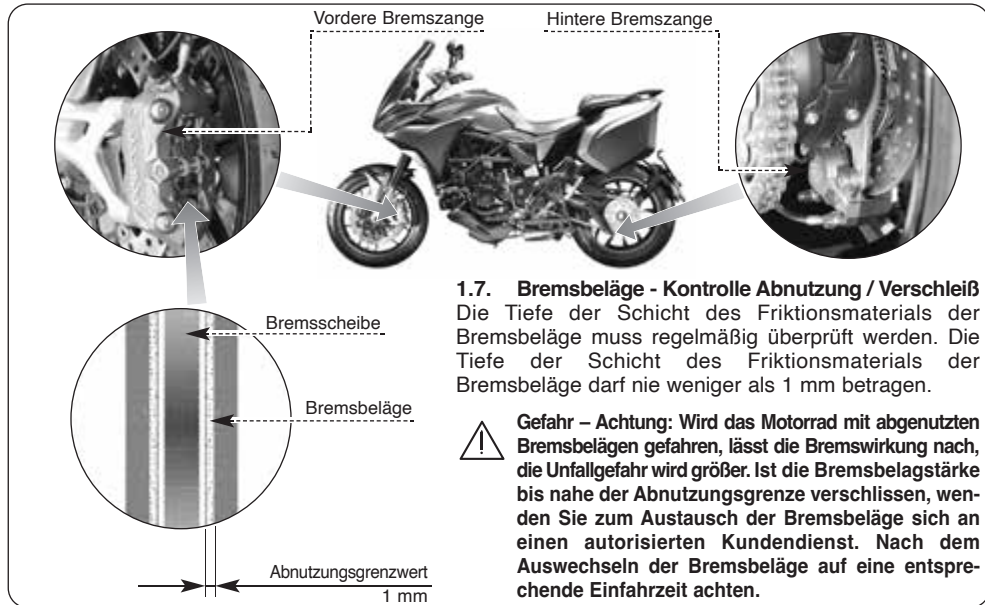 Vordere Bremszange
Hintere Bremszange
1.7. Bremsbeläge - Kontrolle Abnutzung / Verschleiß
Die Tiefe der Schicht des Friktionsmaterials der
Bremsbeläge muss regelmäßig überprüft werden. Die
Tiefe der Schicht des Friktionsmaterials der
Bremsbeläge darf nie weniger als 1 mm betragen.
Bremsscheibe
Bremsbeläge
Gefahr – Achtung: Wird das Motorrad mit abgenutzten
Bremsbelägen gefahren, lässt die Bremswirkung nach,
die Unfallgefahr wird größer. Ist die Bremsbelagstärke
bis nahe der Abnutzungsgrenze verschlissen, wen-
den Sie zum Austausch der Bremsbeläge sich an
einen autorisierten Kundendienst. Nach dem
Auswechseln der Bremsbeläge auf eine entspre-
chende Einfahrzeit achten.
Abnutzungsgrenzwert
1 mm